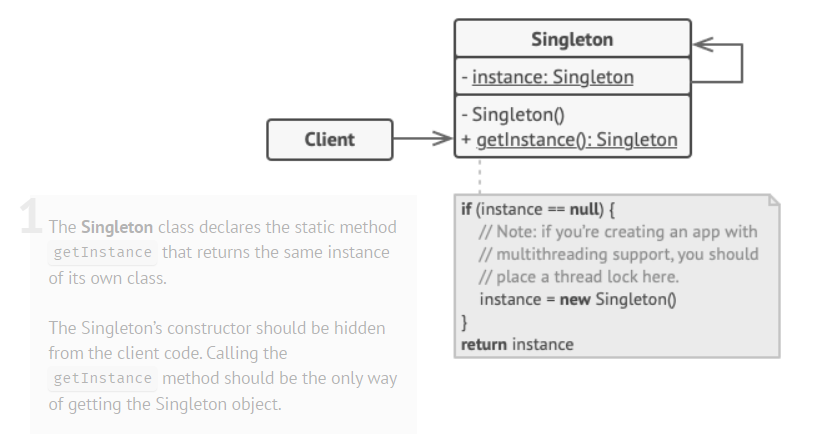 Singleton
- instance: Singleton
- Singleton()
+ getInstance(): Singleton
Client
if (instance == null) {
// Note: if you're creating an app with
// multithreading support, you should
// place a thread lock here.
instance = new Singleton()
}
return instance
1
The Singleton class declares the static method
getInstance that returns the same instance
of its own class.
The Singleton's constructor should be hidden
from the client code. Calling the
getInstance method should be the only way
of getting the Singleton object.